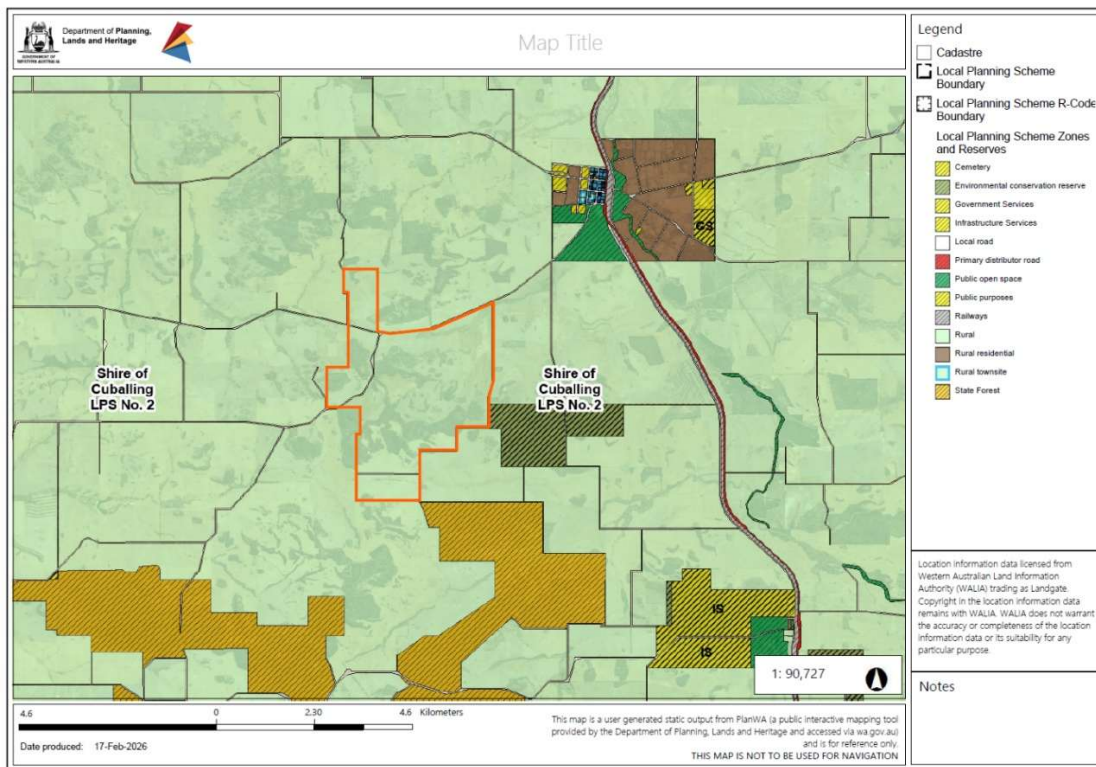 GOVERNMENT OF
WESTERN AUSTRALIA
Department of Planning,
Lands and Heritage
Map Title
Shire of
Cuballing
LPS No. 2
Shire of
Cuballing
LPS No. 2
GS
IS
IS
1: 90,727
Legend
Cadastre
Local Planning Scheme
Boundary
Local Planning Scheme R-Code
Boundary
Local Planning Scheme Zones
and Reserves
Cemetery
Environmental conservation reserve
Government Services
Infrastructure Services
Local road
Primary distributor road
Public open space
Public purposes
Railways
Rural
Rural residential
Rural townsite
State Forest
Location information data licensed from
Western Australian Land Information
Authority (WALIA) trading as Landgate.
Copyright in the location information data
remains with WALIA. WALIA does not warrant
the accuracy or completeness of the location
information data or its suitability for any
particular purpose.
Notes
4.6 0 2.30 4.6 Kilometers
Date produced: 17-Feb-2026
This map is a user generated static output from PlanWA (a public interactive mapping tool
provided by the Department of Planning, Lands and Heritage and accessed via wa.gov.au)
and is for reference only.
THIS MAP IS NOT TO BE USED FOR NAVIGATION